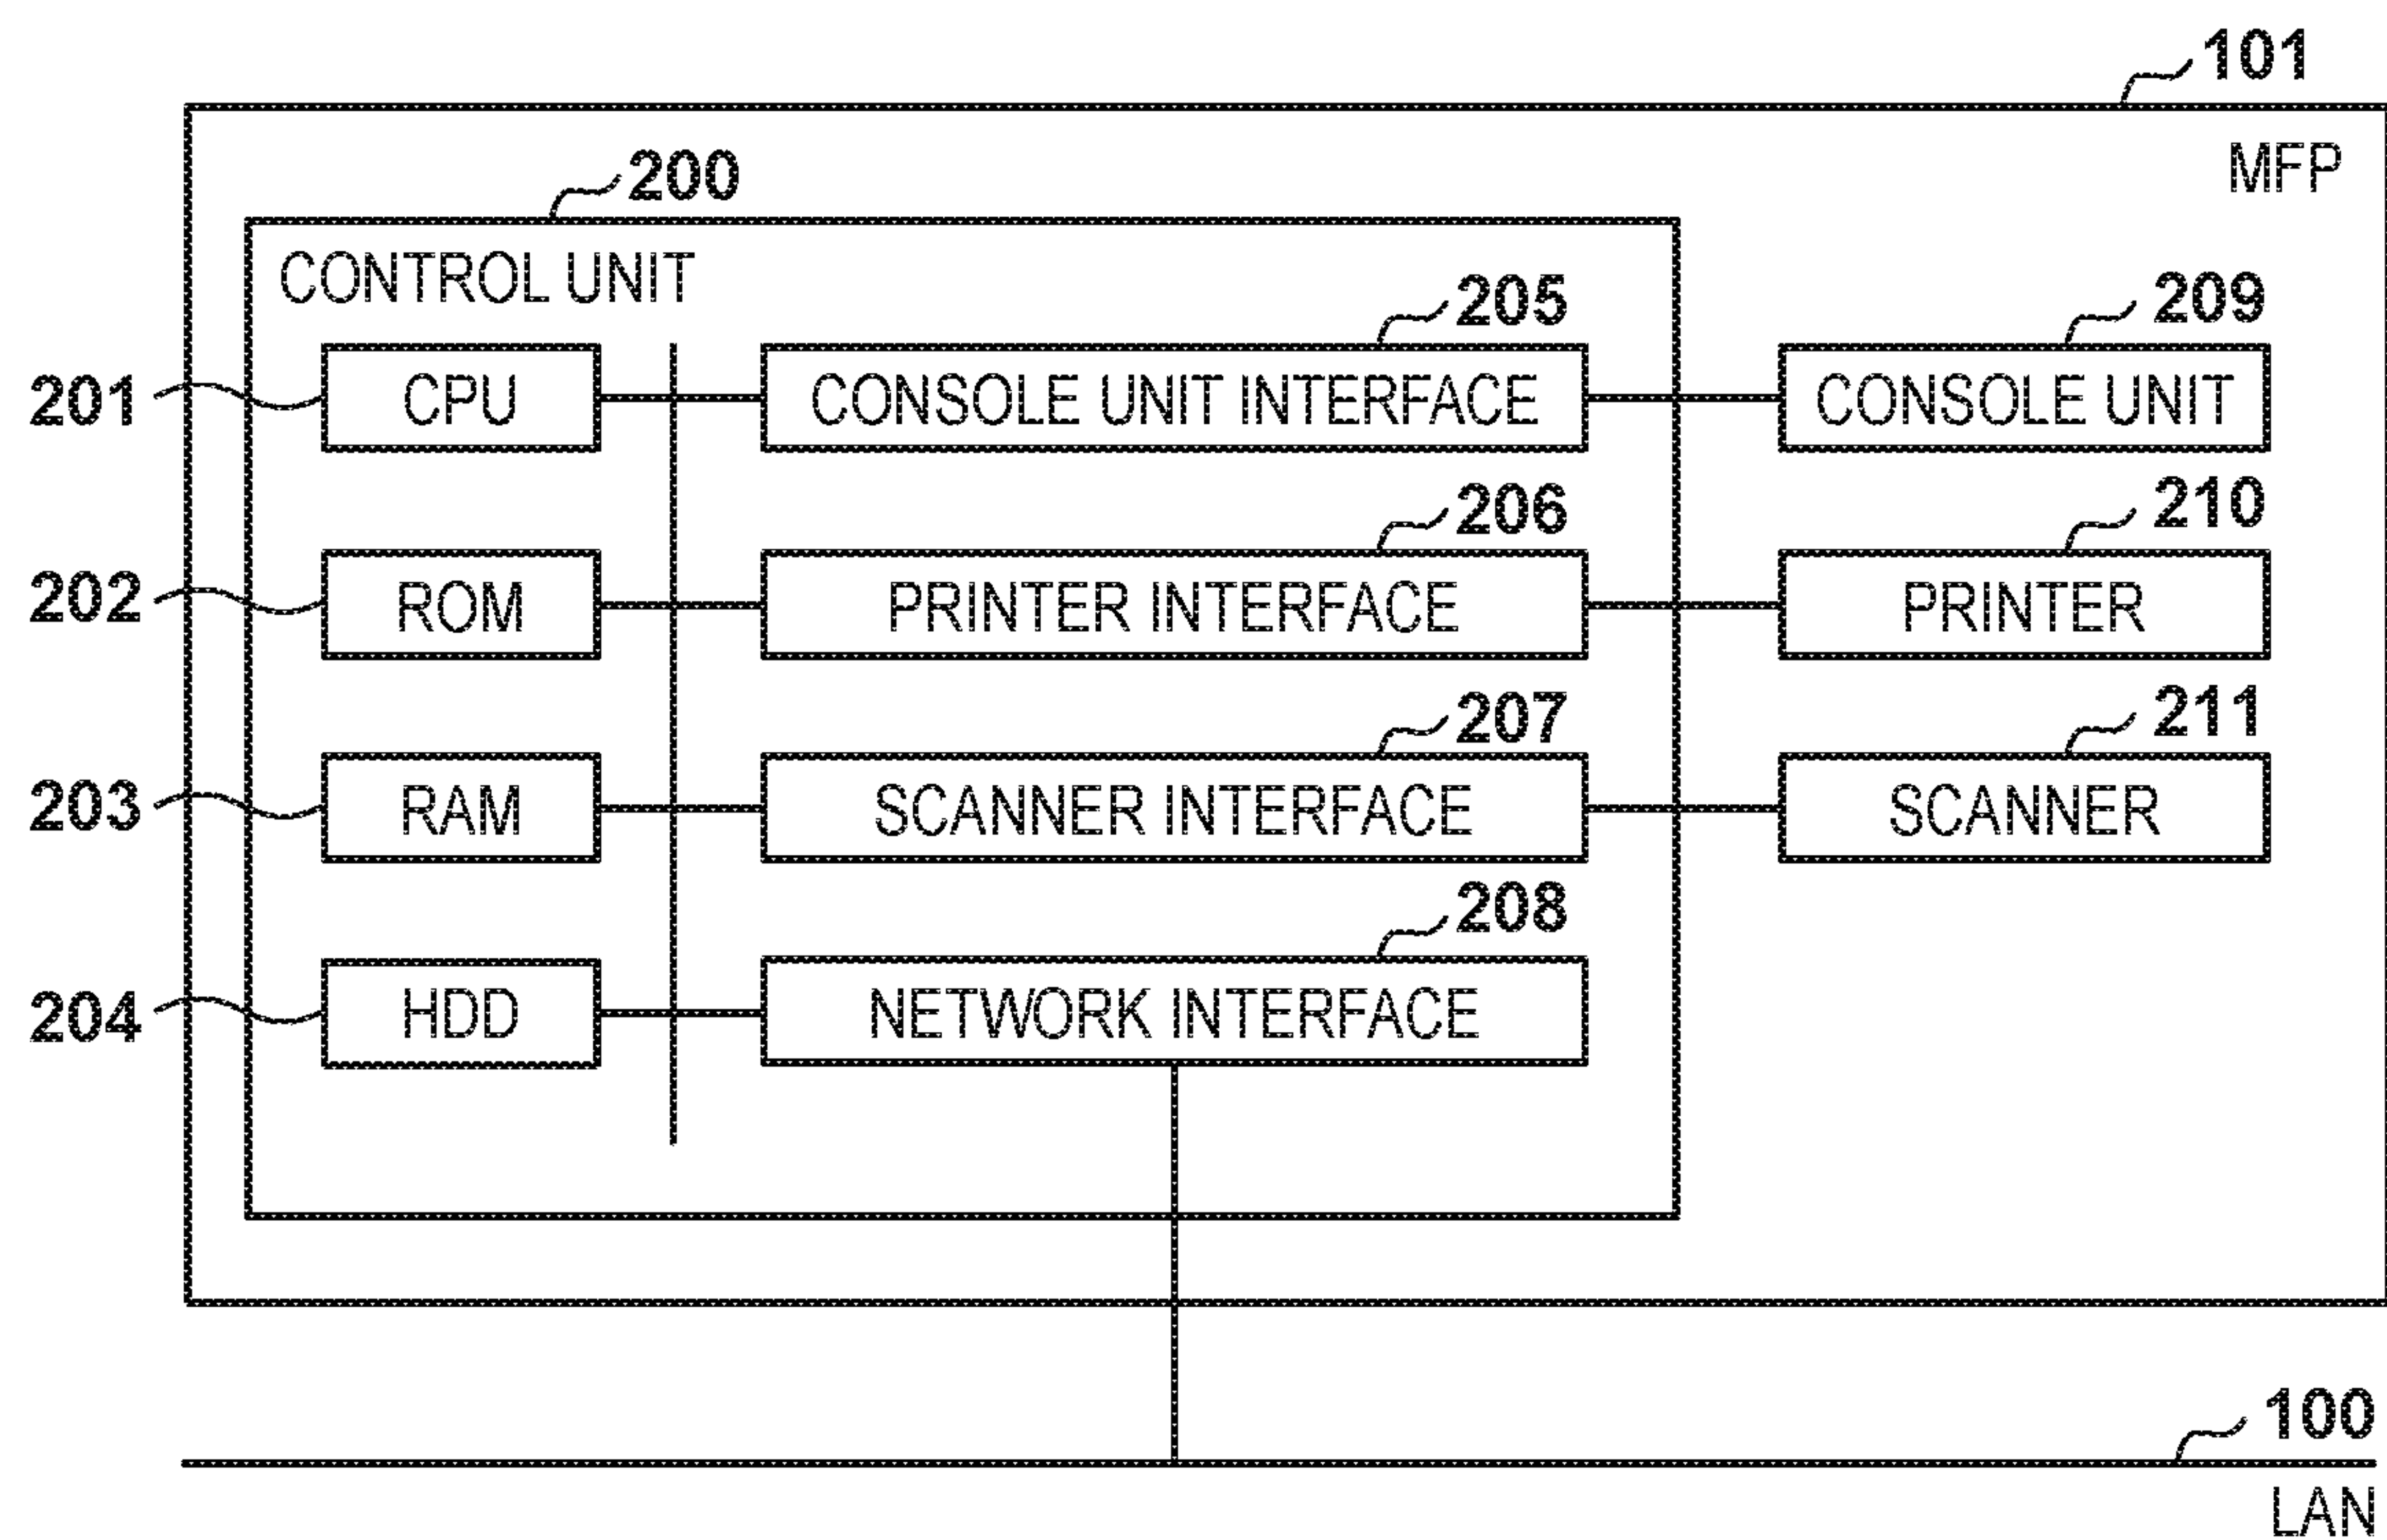 101
MFP
200
CONTROL UNIT
205
209
201
CPU
CONSOLE UNIT INTERFACE
CONSOLE UNIT
206
210
202
ROM
PRINTER INTERFACE
PRINTER
207
211
203
RAM
SCANNER INTERFACE
SCANNER
208
204
HDD
NETWORK INTERFACE
100
LAN